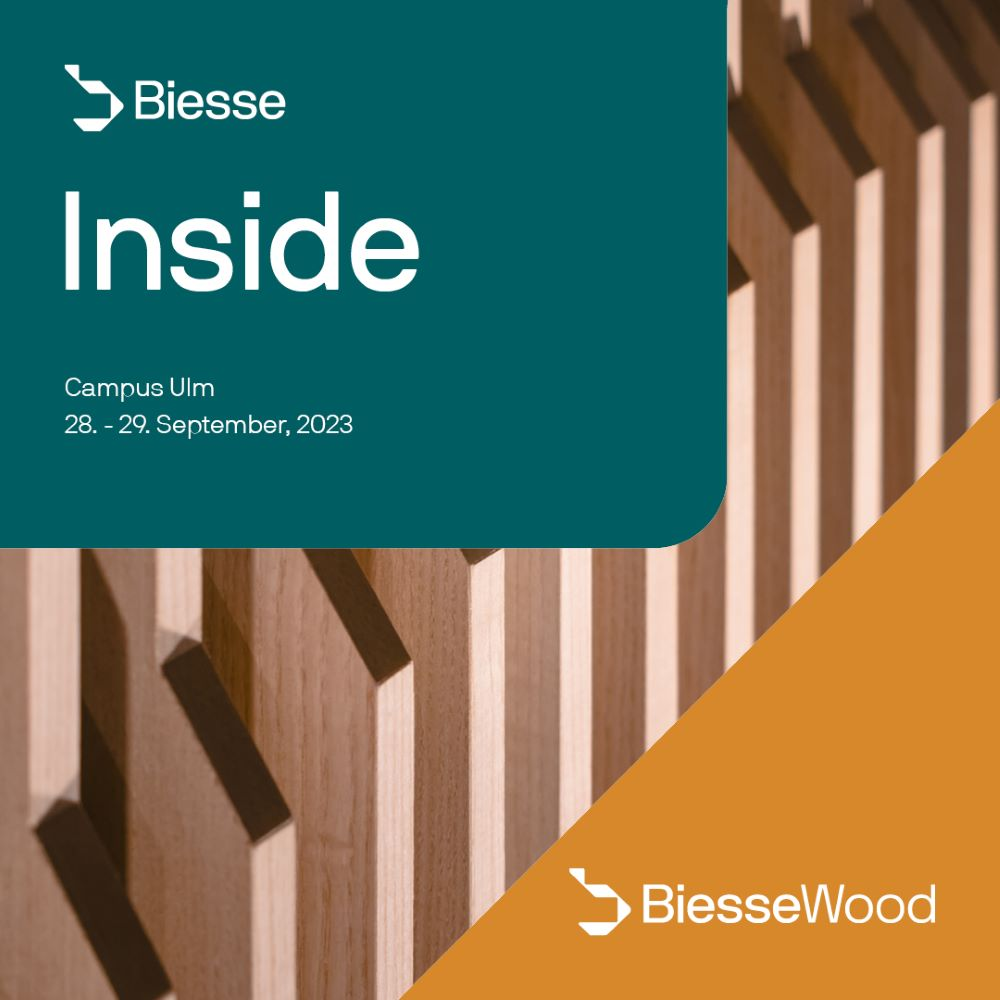 Biesse
Inside
Campus Ulm
28. - 29. September, 2023
BiesseWood